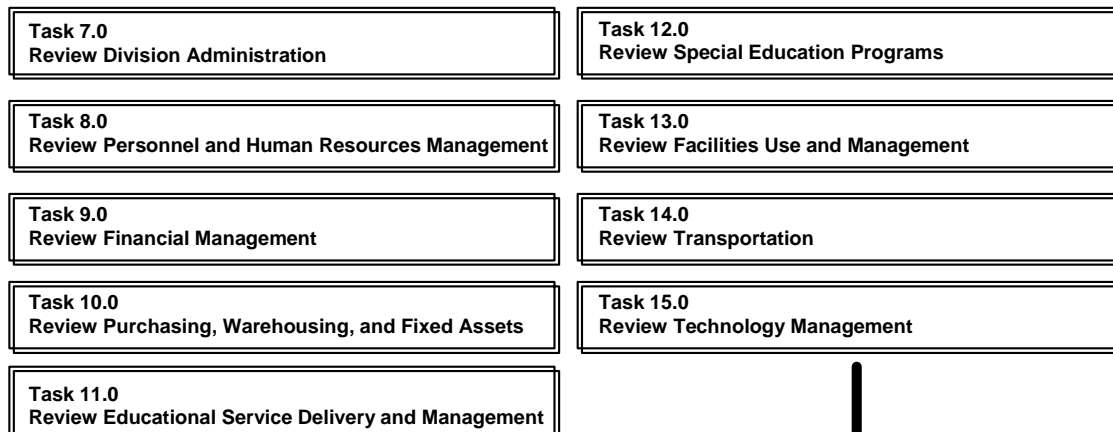 Task 7.0
Review Division Administration
Task 8.0
Review Personnel and Human Resources Management
Task 9.0
Review Financial Management
Task 10.0
Review Purchasing, Warehousing, and Fixed Assets
Task 11.0
Review Educational Service Delivery and Management
Task 12.0
Review Special Education Programs
Task 13.0
Review Facilities Use and Management
Task 14.0
Review Transportation
Task 15.0
Review Technology Management